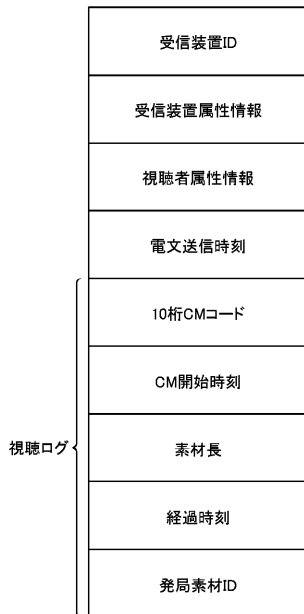 受信装置ID
受信装置属性情報
視聴者属性情報
電文送信時刻
視聴ログ
10桁CMコード
CM開始時刻
素材長
経過時刻
発局素材ID